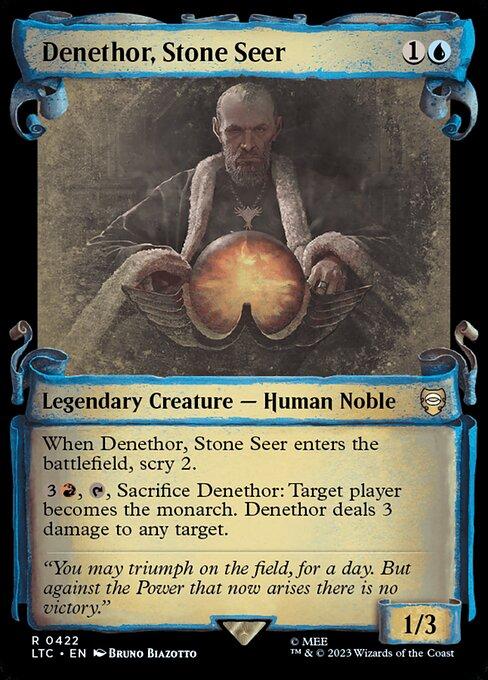 Denethor, Stone Seer 1
Legendary Creature — Human Noble
When Denethor, Stone Seer enters the
battlefield, scry 2.
3, Sacrifice Denethor: Target player
becomes the monarch. Denethor deals 3
damage to any target.
“You may triumph on the field, for a day. But
against the Power that now arises there is no
victory.”
1/3
R 0422
LTC • EN Bruno Biazotto
© MEE
™ & © 2023 Wizards of the Coast